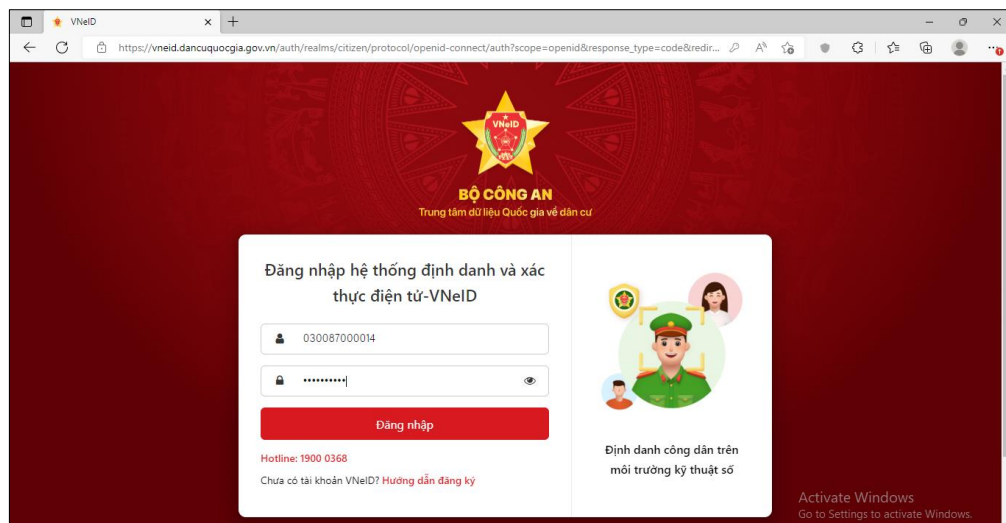 VNeID
https://vneid.dancuquocgia.gov.vn/auth/realms/citizen/protocol/openid-connect/auth?scope=openid&response_type=code&redir...
VNeID
BỘ CÔNG AN
Trung tâm dữ liệu Quốc gia về dân cư
Đăng nhập hệ thống định danh và xác
thực điện tử-VNeID
030087000014
Đăng nhập
Hotline: 1900 0368
Chưa có tài khoản VNeID? Hướng dẫn đăng ký
Định danh công dân trên
môi trường kỹ thuật số
Activate Windows
Go to Settings to activate Windows.